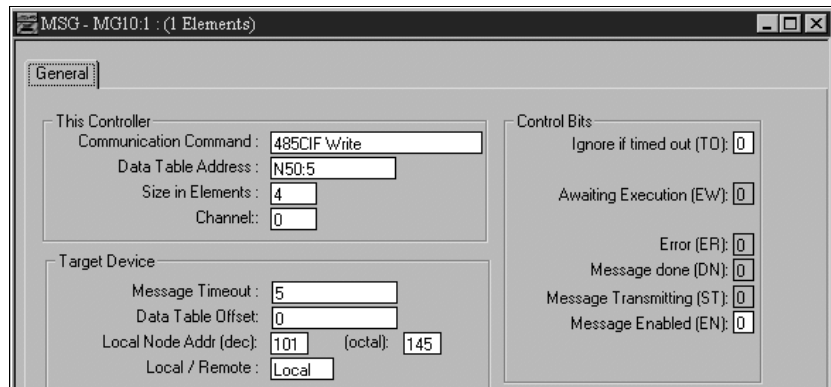 MSG - MG10:1 : (1 Elements)
General
This Controller
Communication Command : 485CIF Write
Data Table Address : N50:5
Size in Elements : 4
Channel:: 0
Target Device
Message Timeout : 5
Data Table Offset: 0
Local Node Addr (dec): 101 (octal): 145
Local / Remote : Local
Control Bits
Ignore if timed out (TO): 0
Awaiting Execution (EW): 0
Error (ER): 0
Message done (DN): 0
Message Transmitting (ST): 0
Message Enabled (EN): 0